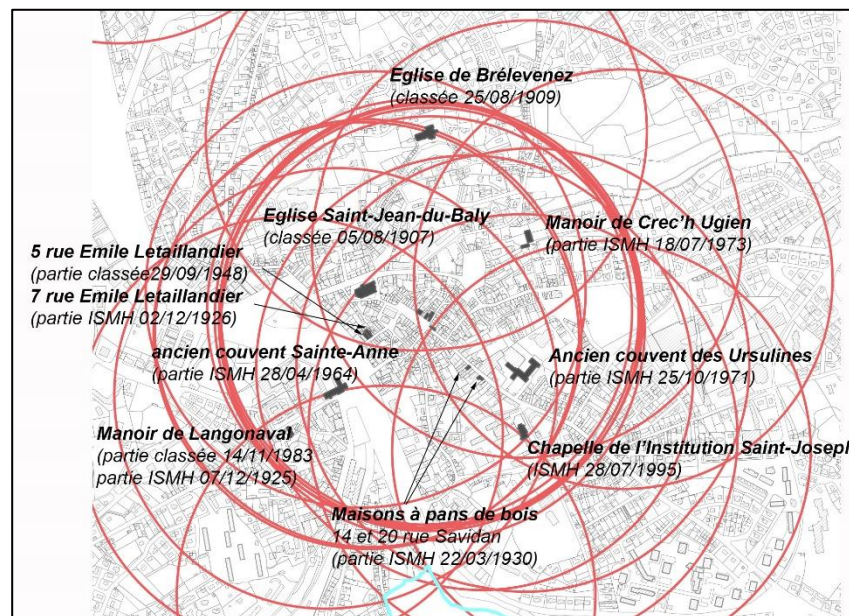 Eglise de Brélevenez
(classée 25/08/1909)
Eglise Saint-Jean-du-Baly
(classée 05/08/1907)
Manoir de Crec'h Ugien
(partie ISMH 18/07/1973)
5 rue Emile Letaillandier
(partie classée29/09/1948)
7 rue Emile Letaillandier
(partie ISMH 02/12/1926)
ancien couvent Sainte-Anne
(partie ISMH 28/04/1964)
Ancien couvent des Ursulines
(partie ISMH 25/10/1971)
Manoir de Langonaval
(partie classée 14/11/1983
partie ISMH 07/12/1925)
Chapelle de l'Institution Saint-Joseph
(ISMH 28/07/1995)
Maisons à pans de bois
14 et 20 rue Savidan
(partie ISMH 22/03/1930)